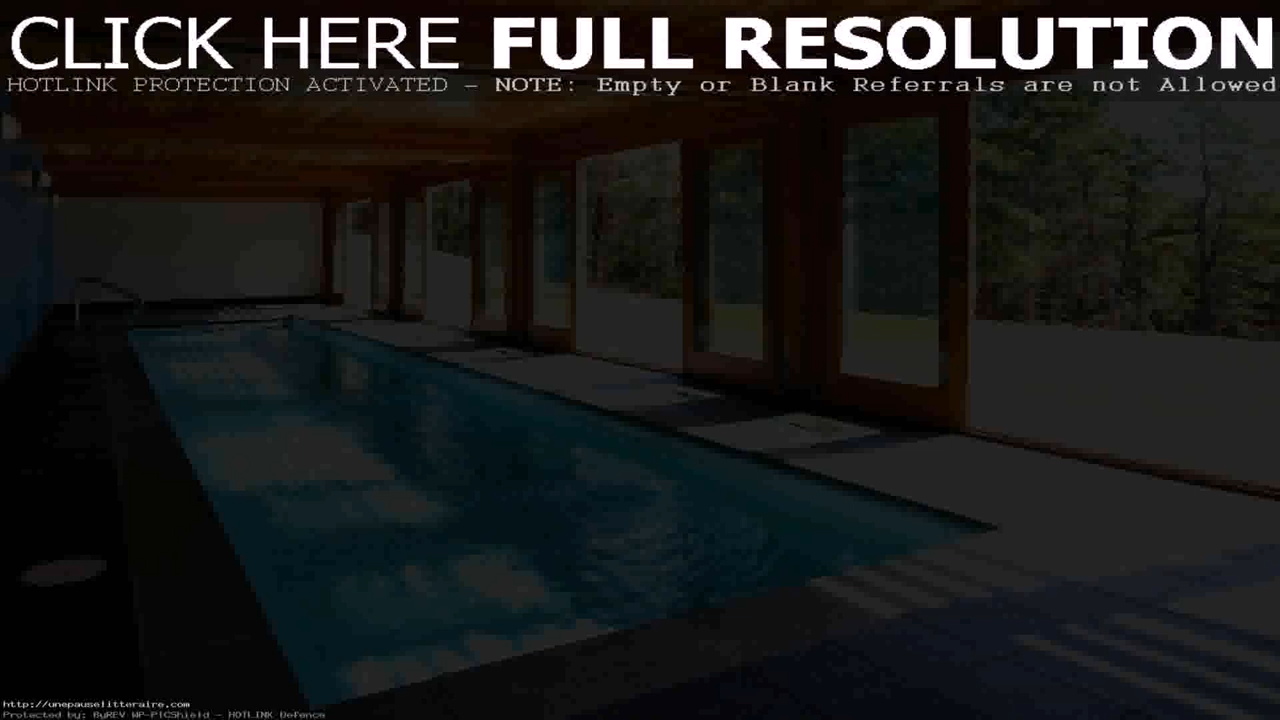 CLICK HERE FULL RESOLUTION
HOTLINK PROTECTION ACTIVATED – NOTE: Empty or Blank Referrals are not Allowed
http://unepauselitteraire.com
Protected by: ByREV WP-PICShield – HOTLINK Defence